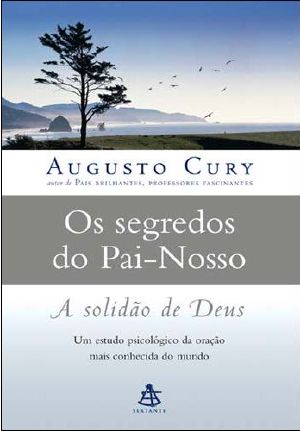 AUGUSTO CURY
autor de PAIS BRILHANTES, PROFESSORES FASCINANTES
Os segredos
do Pai-Nosso
A solidão de Deus
Um estudo psicológico da oração
mais conhecida do mundo
SEXTANTE